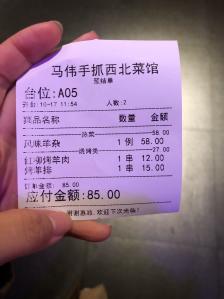 马伟手抓西北菜馆
预结单
台位:A05
10-17 11:54 人数:2
菜品名称 数量 金额
凉菜 58.00
风味羊杂 1 例 58.00
烧烤类 27.00
红柳烤羊肉 1 串 12.00
烤羊排 1 串 15.00
订单金额: 85.00
应付金额:85.00
谢谢惠顾,欢迎下次光临!